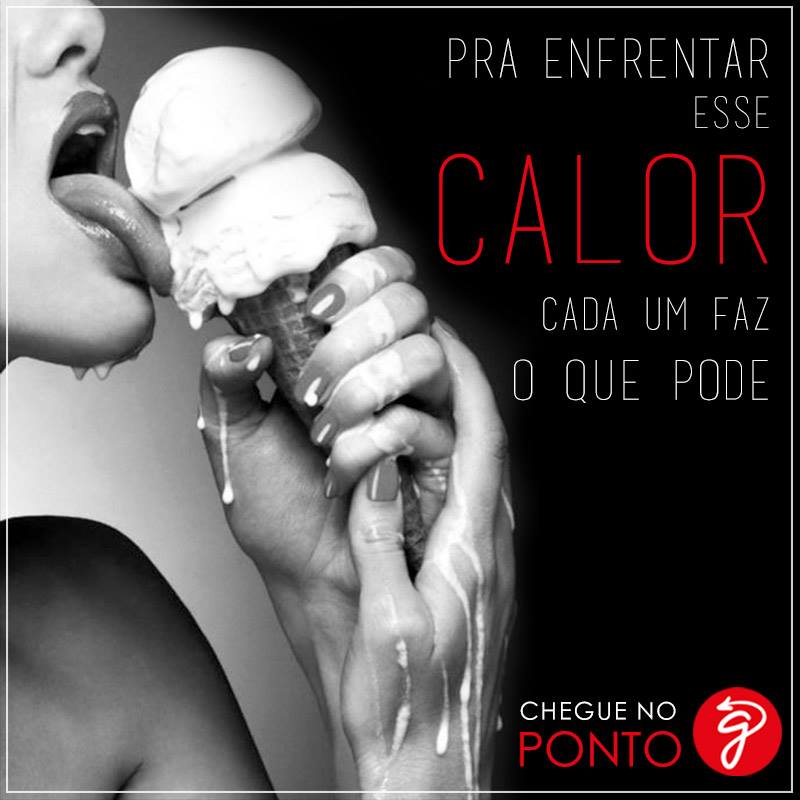 PRA ENFRENTAR
ESSE
CALOR
CADA UM FAZ
O QUE PODE
CHEGUE NO
PONTO
g